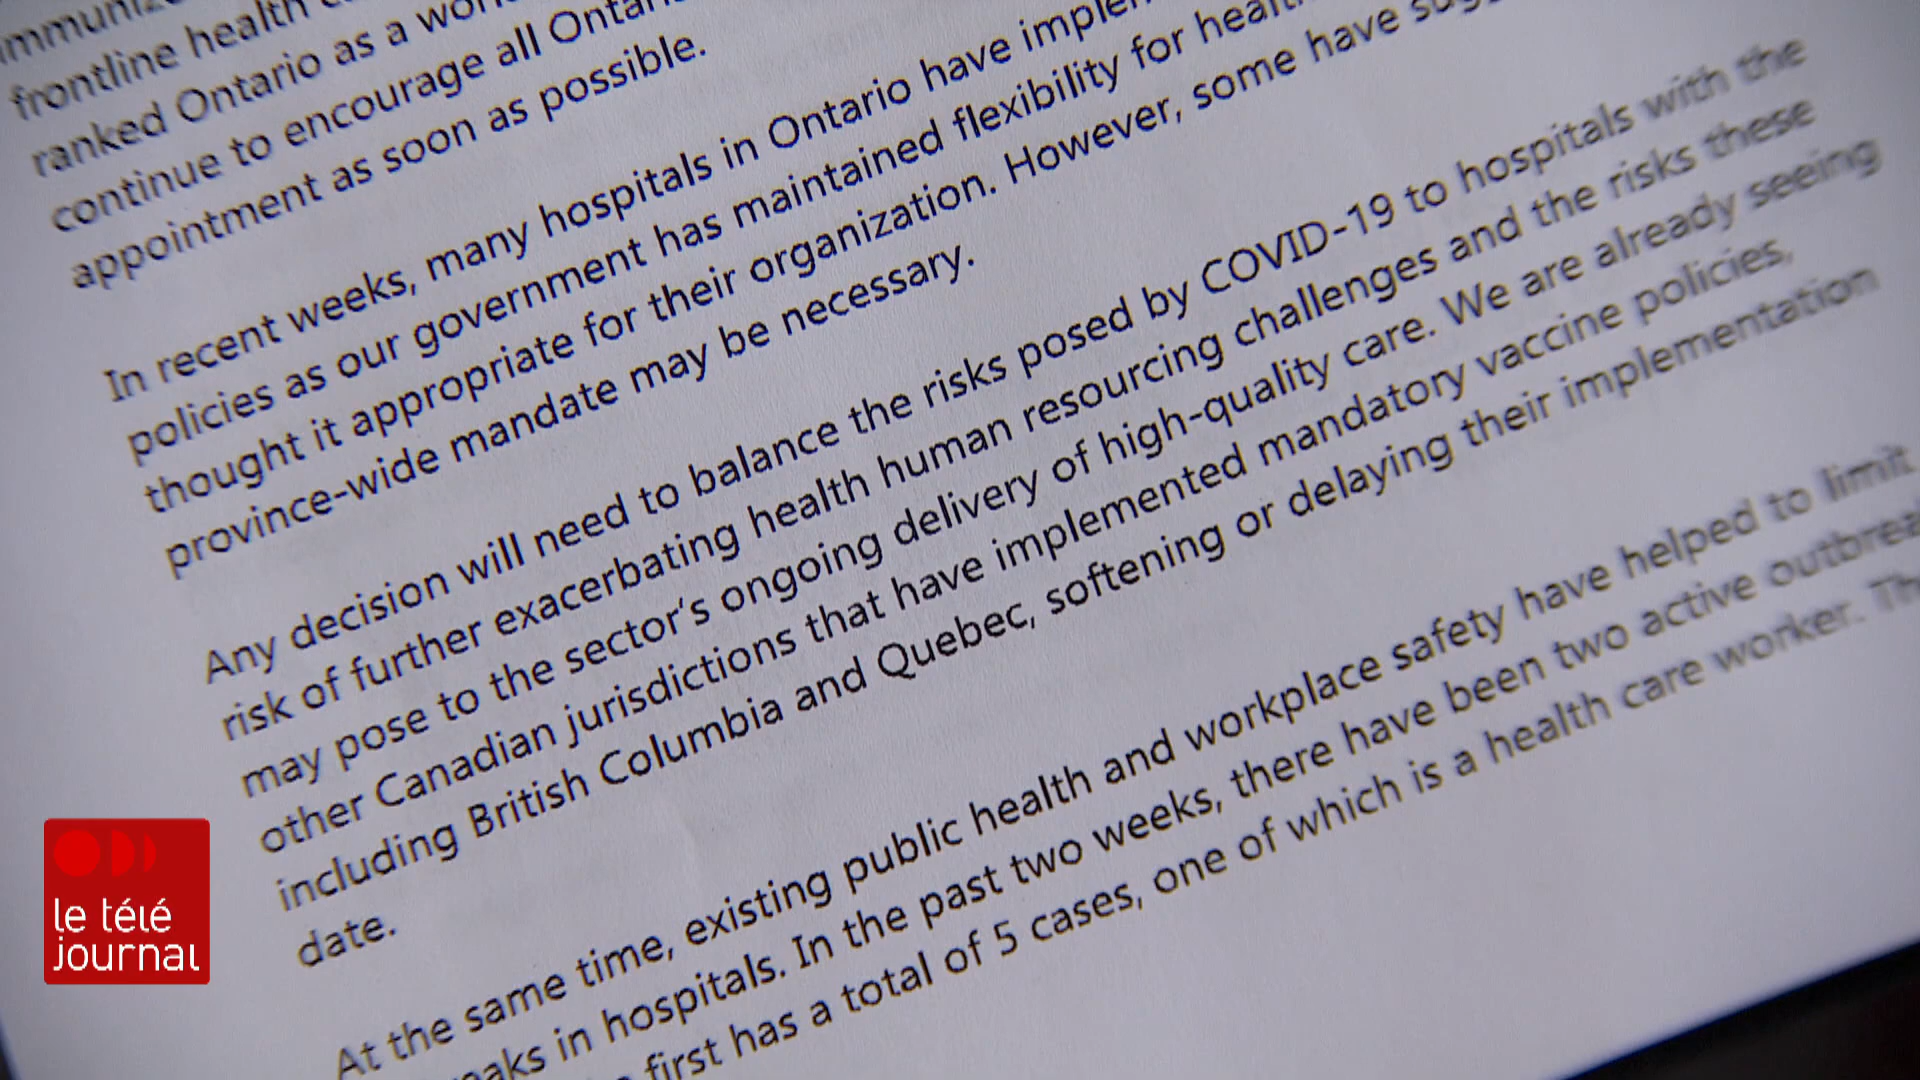 frontline health
ranked Ontario as a
continue to encourage all
appointment as soon as possible.
In recent weeks, many hospitals in Ontario have
policies as our government has maintained flexibility for
thought it appropriate for their organization. However, some have
province-wide mandate may be necessary.
Any decision will need to balance the risks posed by COVID-19 to hospitals with the
risk of further exacerbating health human resourcing challenges and the risks these
may pose to the sector's ongoing delivery of high-quality care. We are already seeing
other Canadian jurisdictions that have implemented mandatory vaccine policies,
including British Columbia and Quebec, softening or delaying their implementation
date.
At the same time, existing public health and workplace safety have helped to limit
in hospitals. In the past two weeks, there have been two active
first has a total of 5 cases, one of which is a health care worker.
le télé
journal